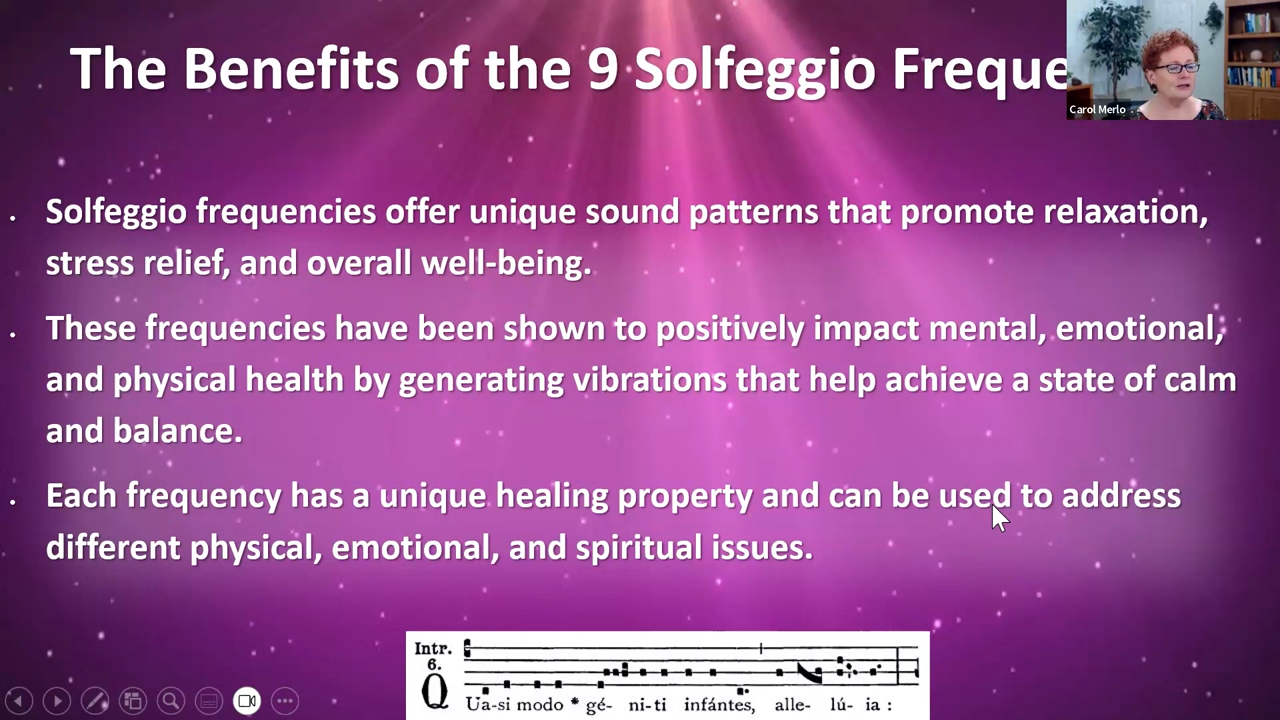 The Benefits of the 9 Solfeggio Freque
Carol Merlo
Solfeggio frequencies offer unique sound patterns that promote relaxation,
stress relief, and overall well-being.
These frequencies have been shown to positively impact mental, emotional,
and physical health by generating vibrations that help achieve a state of calm
and balance.
Each frequency has a unique healing property and can be used to address
different physical, emotional, and spiritual issues.
Intr.
6.
Q
Ua-si modo * gé- ni-ti infántes, alle- lú- ia :